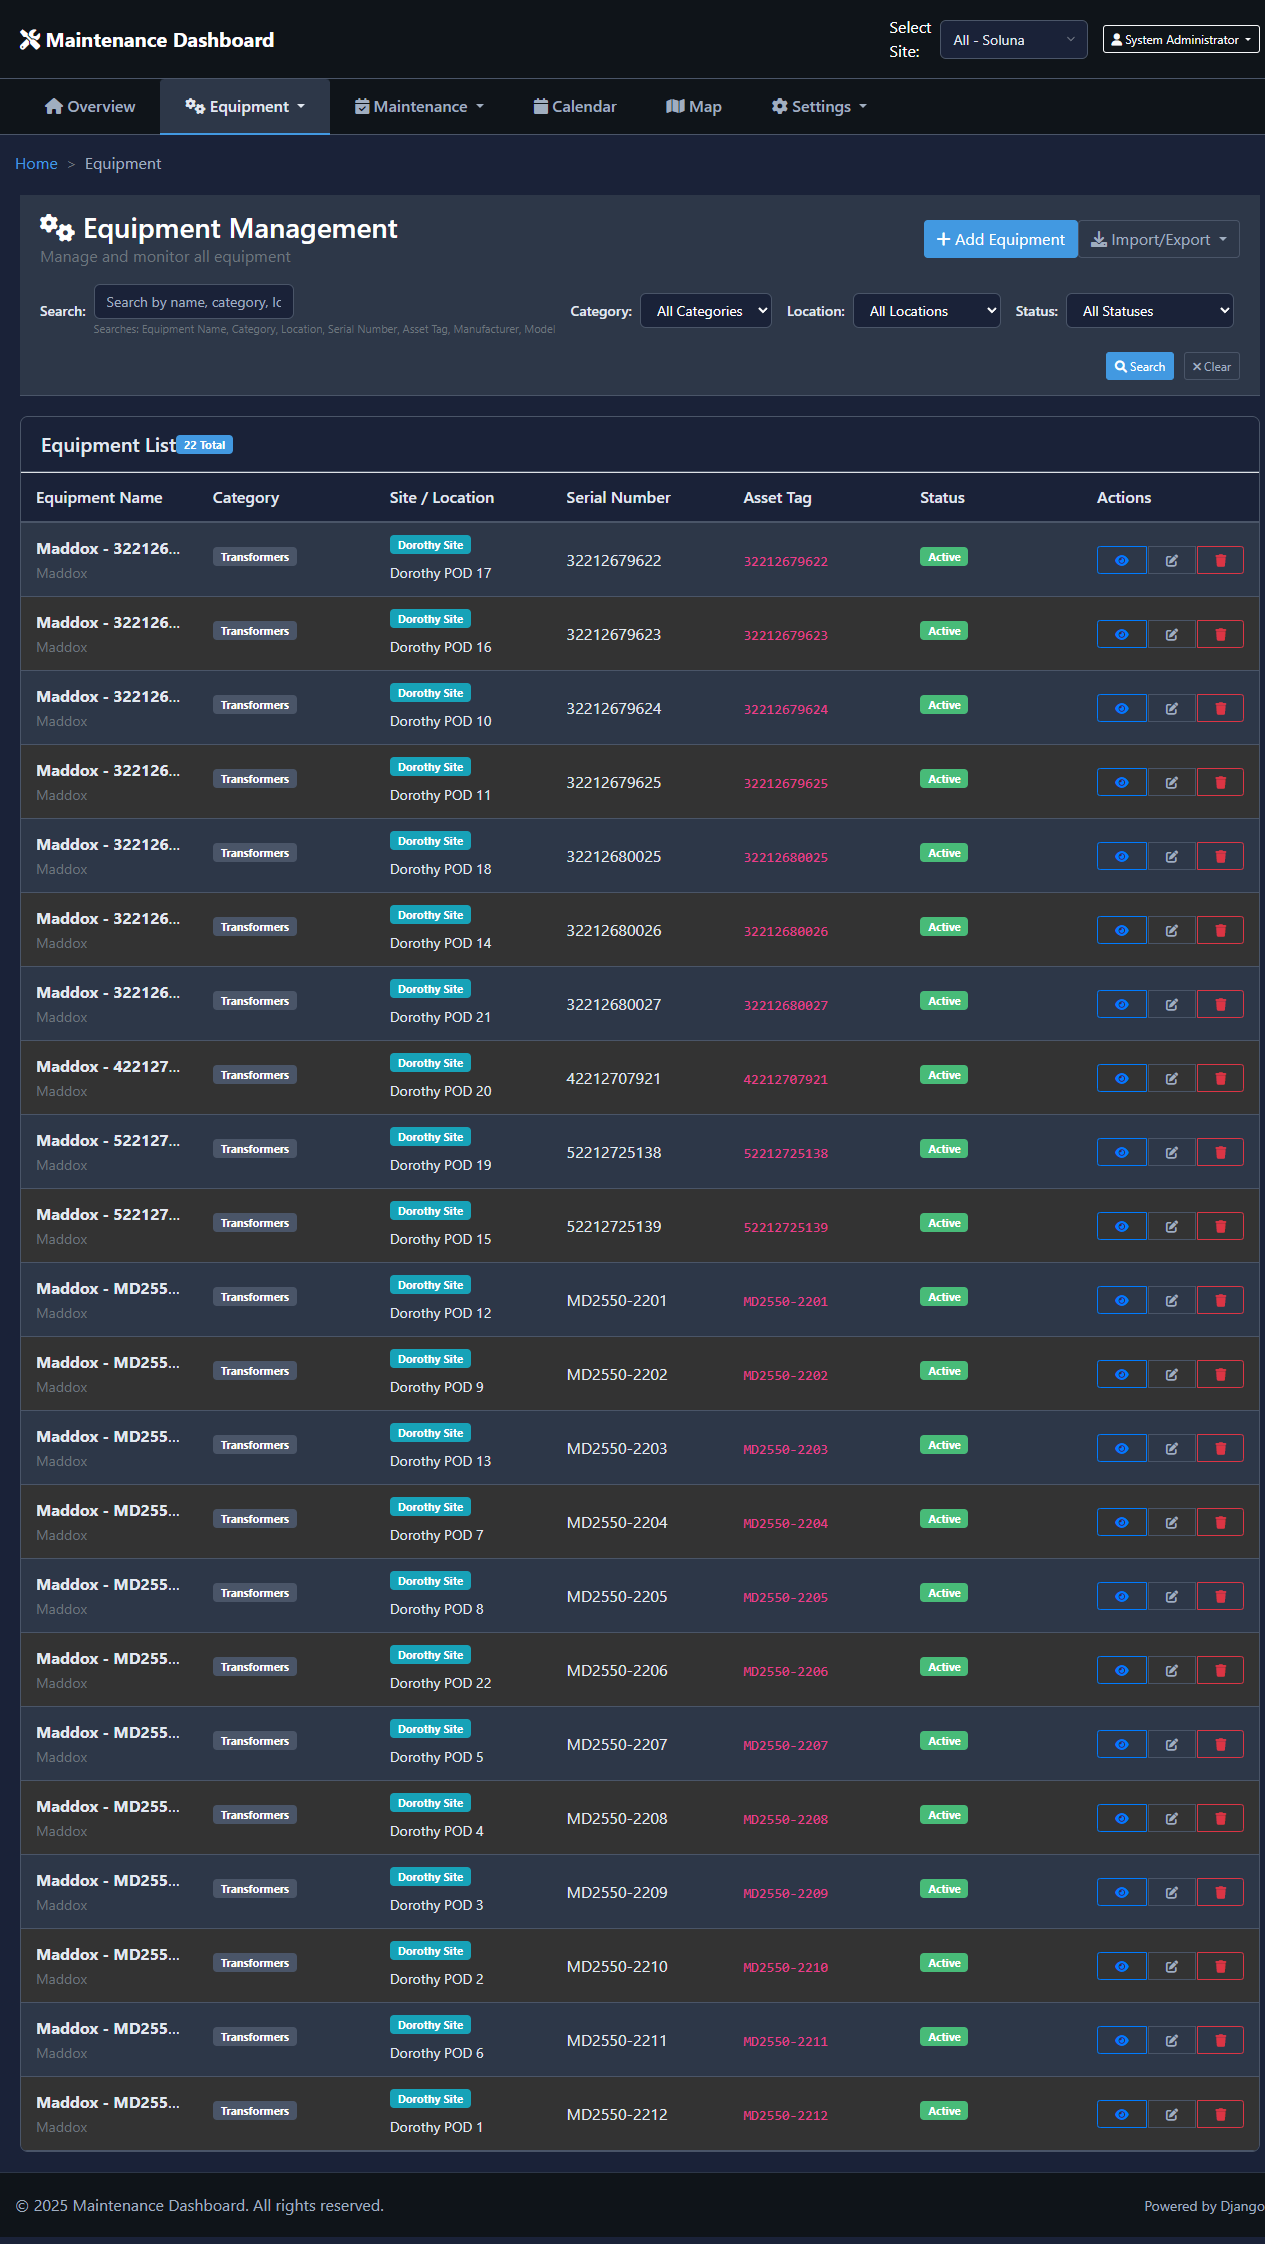 Maintenance Dashboard
Select Site:
All - Soluna
System Administrator
Overview
Equipment
Maintenance
Calendar
Map
Settings
Home > Equipment
Equipment Management
Manage and monitor all equipment
+ Add Equipment
Import/Export
Search:
Search by name, category, lc
Searches: Equipment Name, Category, Location, Serial Number, Asset Tag, Manufacturer, Model
Category:
All Categories
Location:
All Locations
Status:
All Statuses
Search
× Clear
Equipment List 22 Total
Equipment Name Category Site / Location Serial Number Asset Tag Status Actions
Maddox - 322126... Transformers Dorothy Site 32212679622 32212679622 Active
Maddox Dorothy POD 17
Maddox - 322126... Transformers Dorothy Site 32212679623 32212679623 Active
Maddox Dorothy POD 16
Maddox - 322126... Transformers Dorothy Site 32212679624 32212679624 Active
Maddox Dorothy POD 10
Maddox - 322126... Transformers Dorothy Site 32212679625 32212679625 Active
Maddox Dorothy POD 11
Maddox - 322126... Transformers Dorothy Site 32212680025 32212680025 Active
Maddox Dorothy POD 18
Maddox - 322126... Transformers Dorothy Site 32212680026 32212680026 Active
Maddox Dorothy POD 14
Maddox - 322126... Transformers Dorothy Site 32212680027 32212680027 Active
Maddox Dorothy POD 21
Maddox - 422127... Transformers Dorothy Site 42212707921 42212707921 Active
Maddox Dorothy POD 20
Maddox - 522127... Transformers Dorothy Site 52212725138 52212725138 Active
Maddox Dorothy POD 19
Maddox - 522127... Transformers Dorothy Site 52212725139 52212725139 Active
Maddox Dorothy POD 15
Maddox - MD255... Transformers Dorothy Site MD2550-2201 MD2550-2201 Active
Maddox Dorothy POD 12
Maddox - MD255... Transformers Dorothy Site MD2550-2202 MD2550-2202 Active
Maddox Dorothy POD 9
Maddox - MD255... Transformers Dorothy Site MD2550-2203 MD2550-2203 Active
Maddox Dorothy POD 13
Maddox - MD255... Transformers Dorothy Site MD2550-2204 MD2550-2204 Active
Maddox Dorothy POD 7
Maddox - MD255... Transformers Dorothy Site MD2550-2205 MD2550-2205 Active
Maddox Dorothy POD 8
Maddox - MD255... Transformers Dorothy Site MD2550-2206 MD2550-2206 Active
Maddox Dorothy POD 22
Maddox - MD255... Transformers Dorothy Site MD2550-2207 MD2550-2207 Active
Maddox Dorothy POD 5
Maddox - MD255... Transformers Dorothy Site MD2550-2208 MD2550-2208 Active
Maddox Dorothy POD 4
Maddox - MD255... Transformers Dorothy Site MD2550-2209 MD2550-2209 Active
Maddox Dorothy POD 3
Maddox - MD255... Transformers Dorothy Site MD2550-2210 MD2550-2210 Active
Maddox Dorothy POD 2
Maddox - MD255... Transformers Dorothy Site MD2550-2211 MD2550-2211 Active
Maddox Dorothy POD 6
Maddox - MD255... Transformers Dorothy Site MD2550-2212 MD2550-2212 Active
Maddox Dorothy POD 1
© 2025 Maintenance Dashboard. All rights reserved.
Powered by Django